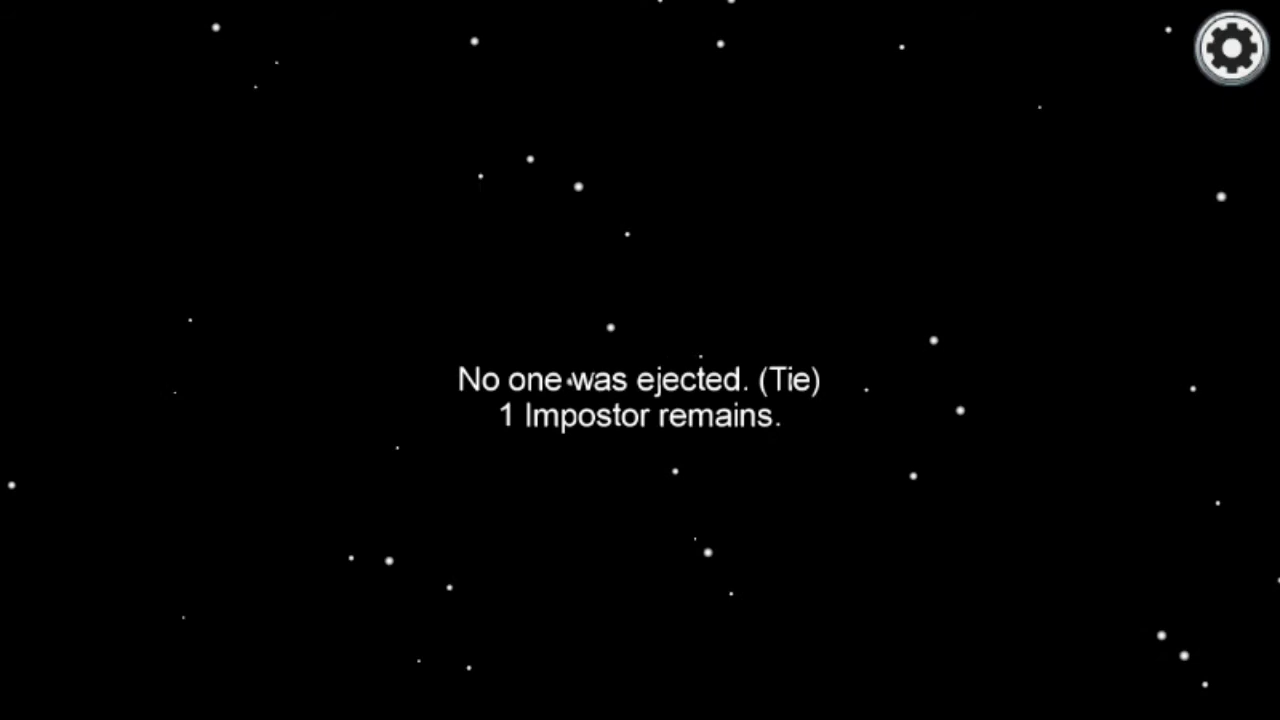 No one was ejected. (Tie)
1 Impostor remains.